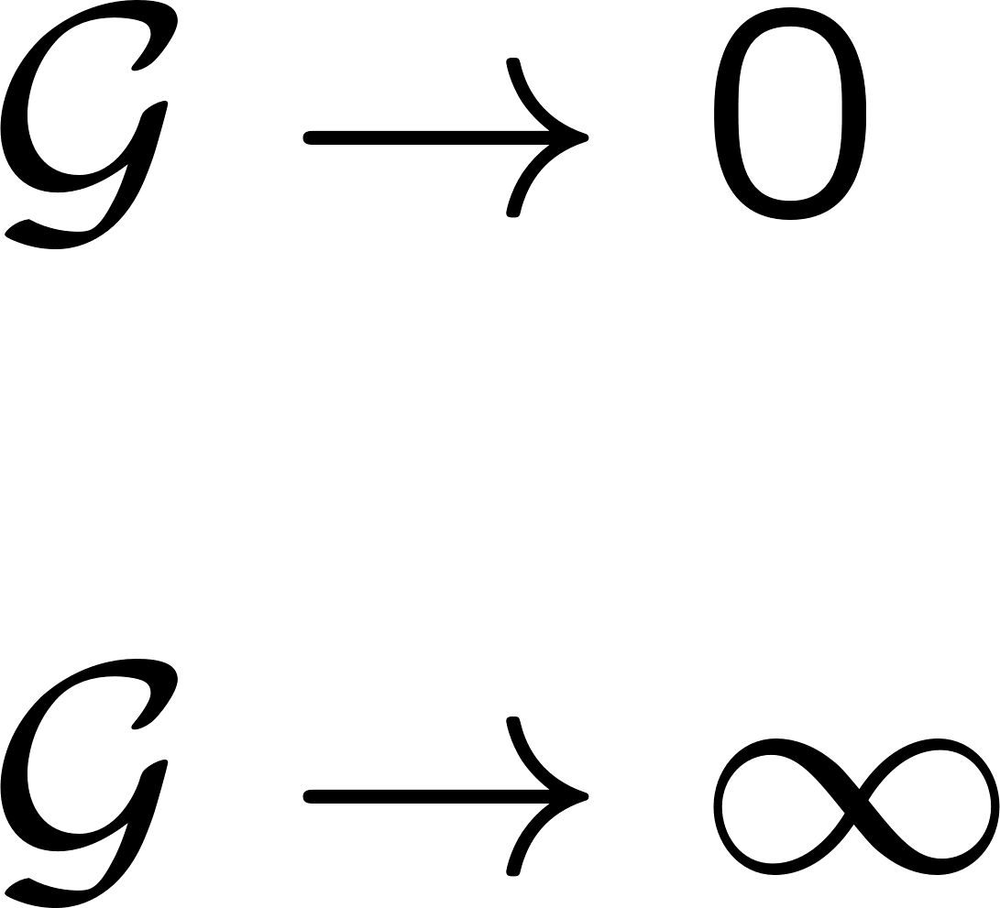 𝒢 → 0
𝒢 → ∞